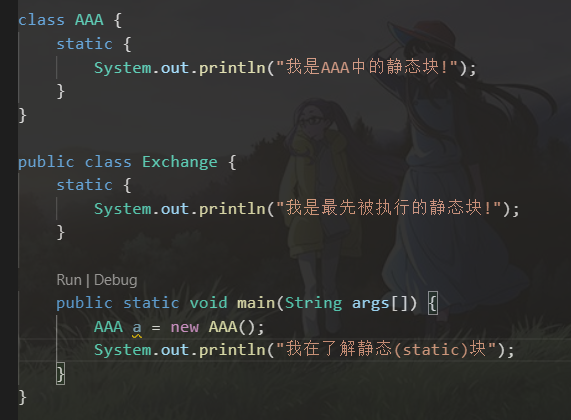 class AAA {
static {
System.out.println("我是AAA中的静态块!");
}
}
public class Exchange {
static {
System.out.println("我是最先被执行的静态块!");
}
Run | Debug
public static void main(String args[]) {
AAA a = new AAA();
System.out.println("我在了解静态(static)块");
}
}